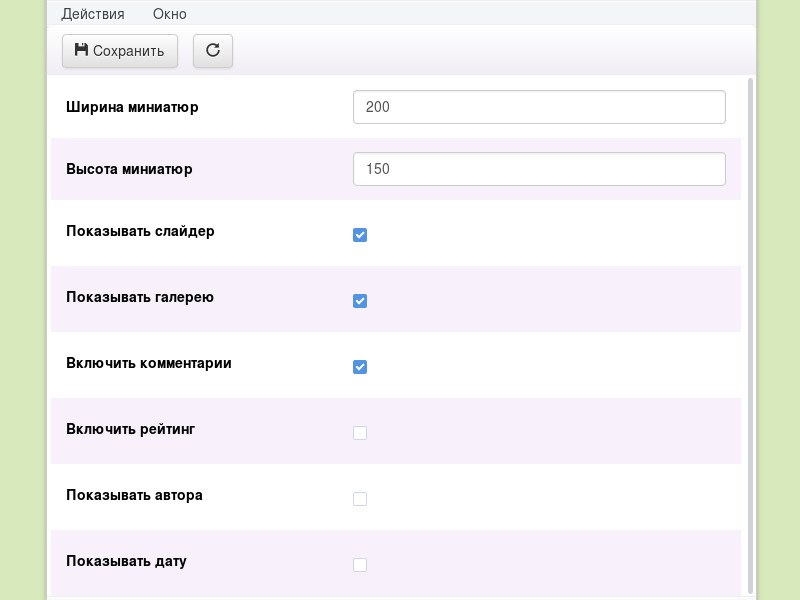 Действия Окно
Сохранить
Ширина миниатюр 200
Высота миниатюр 150
Показывать слайдер
Показывать галерею
Включить комментарии
Включить рейтинг
Показывать автора
Показывать дату